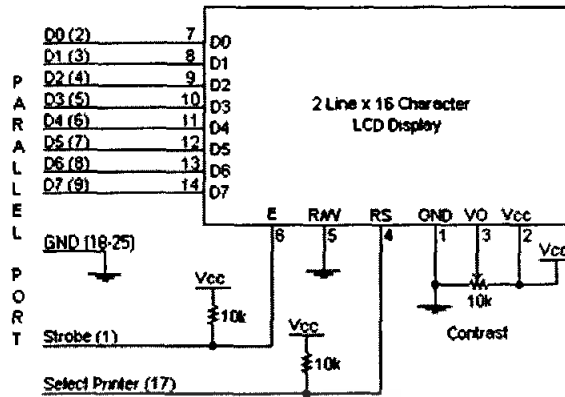 PARALLEL PORT
D0 (2) 7 D0
D1 (3) 8 D1
D2 (4) 9 D2
D3 (5) 10 D3
D4 (6) 11 D4
D5 (7) 12 D5
D6 (8) 13 D6
D7 (9) 14 D7
2 Line x 16 Character
LCD Display
E R/W RS GND VO Vcc
6 5 4 1 3 2
GND (18-25)
Vcc
10k
Strobe (1)
Vcc
10k
Select Printer (17)
Vcc
10k
Contrast